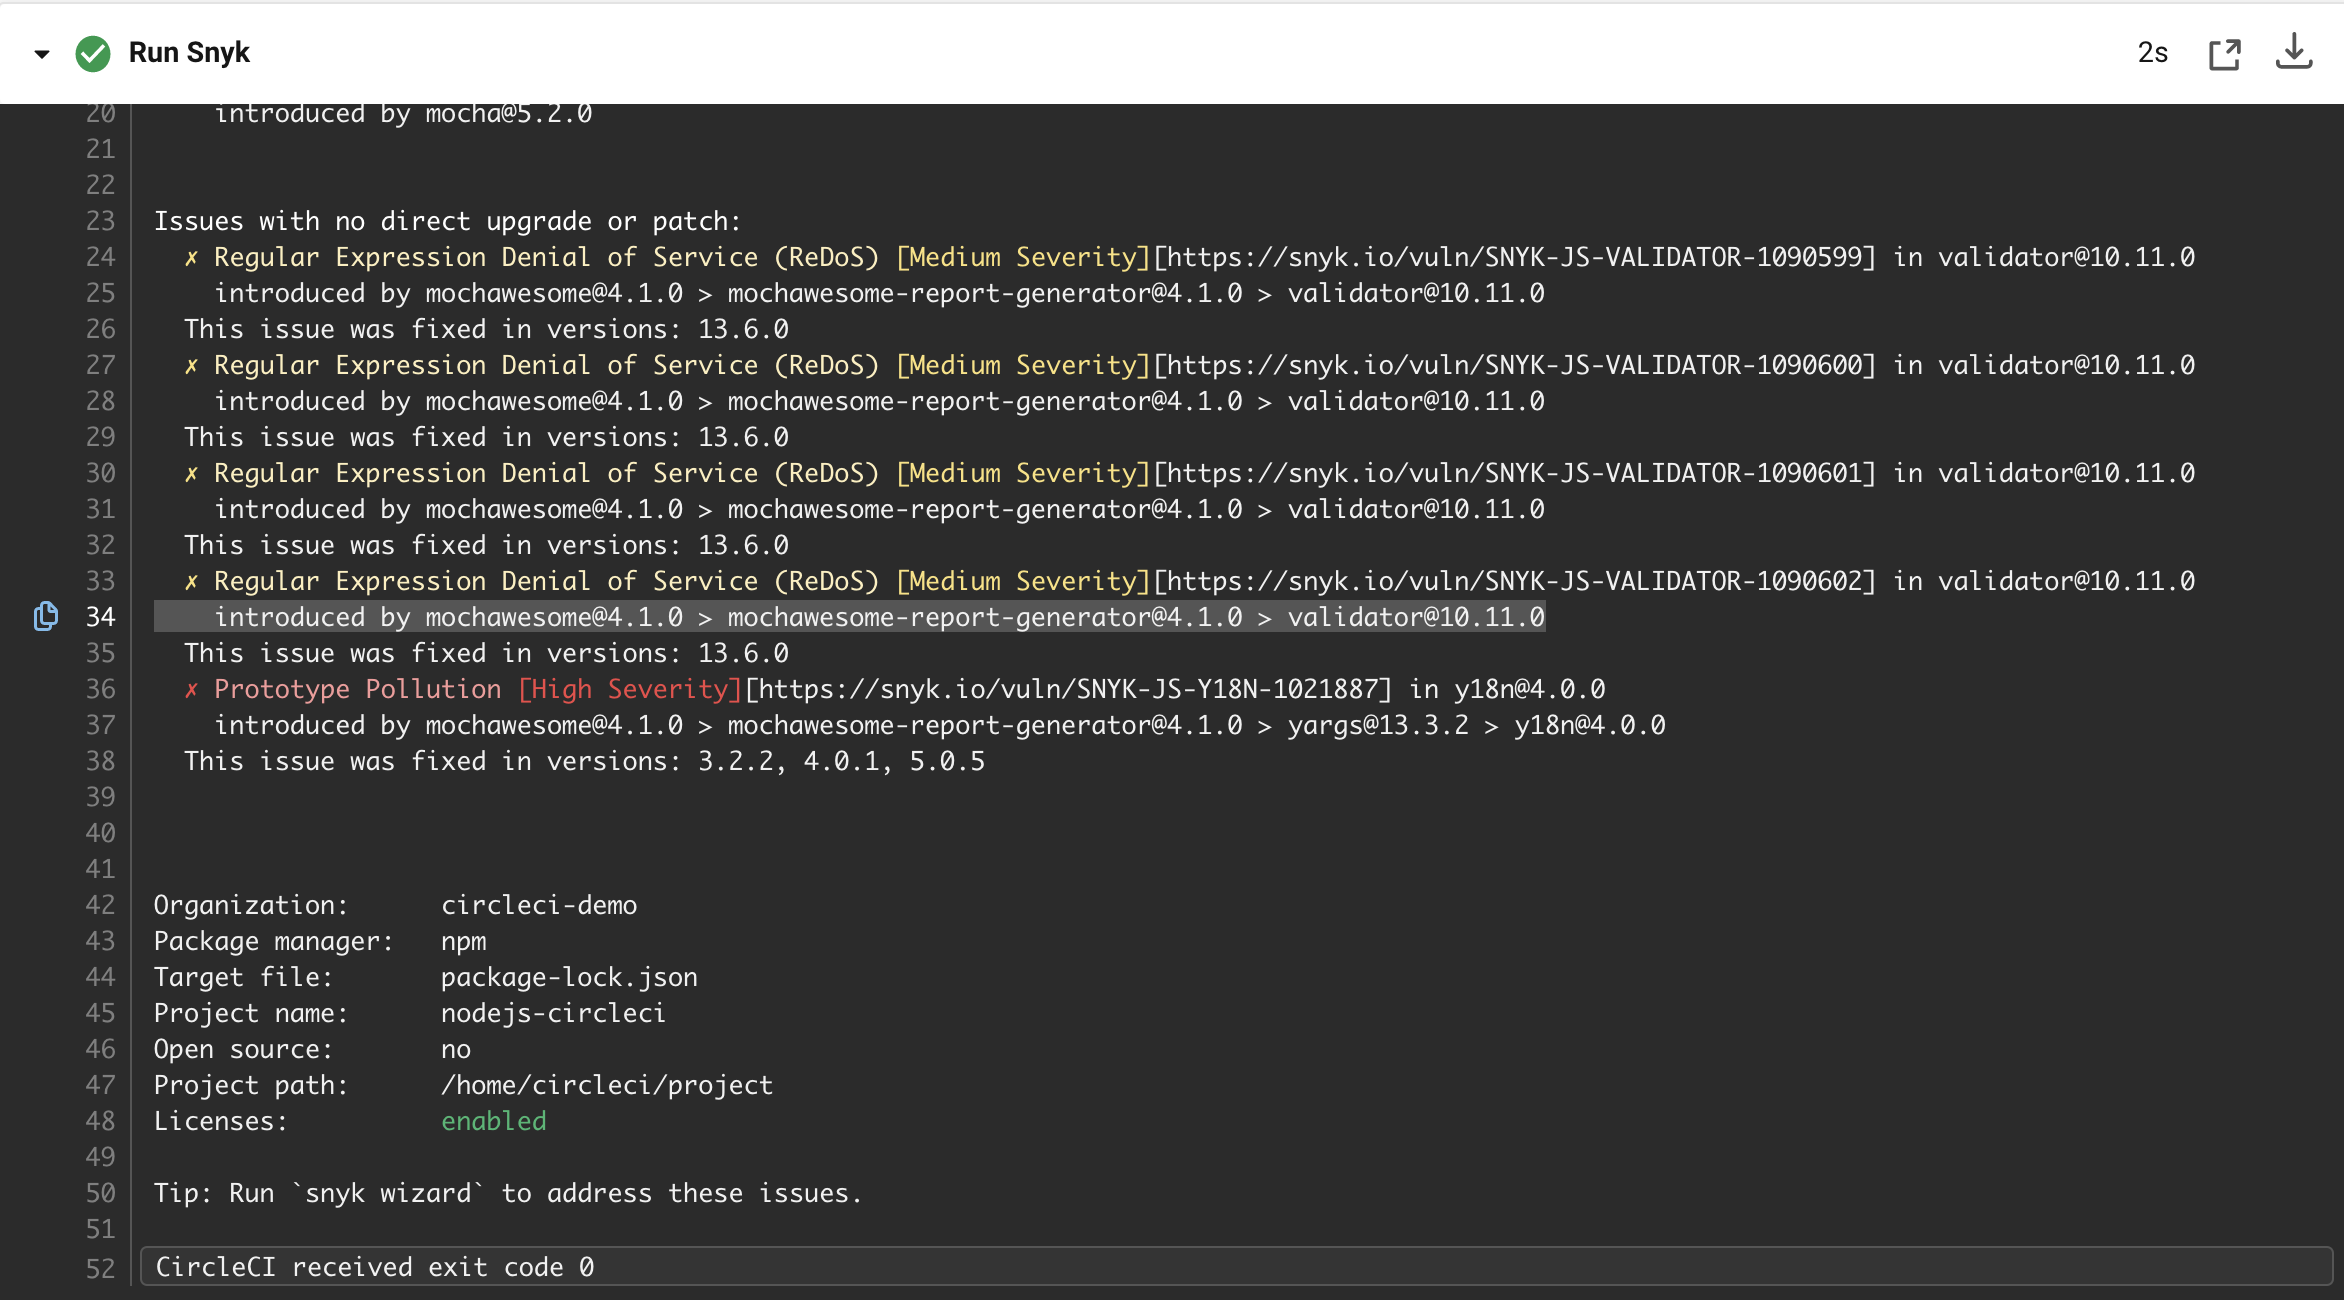 Run Snyk 2s
20 introduced by mocha@5.2.0
21
22
23 Issues with no direct upgrade or patch:
24 ✗ Regular Expression Denial of Service (ReDoS) [Medium Severity][https://snyk.io/vuln/SNYK-JS-VALIDATOR-1090599] in validator@10.11.0
25 introduced by mochawesome@4.1.0 > mochawesome-report-generator@4.1.0 > validator@10.11.0
26 This issue was fixed in versions: 13.6.0
27 ✗ Regular Expression Denial of Service (ReDoS) [Medium Severity][https://snyk.io/vuln/SNYK-JS-VALIDATOR-1090600] in validator@10.11.0
28 introduced by mochawesome@4.1.0 > mochawesome-report-generator@4.1.0 > validator@10.11.0
29 This issue was fixed in versions: 13.6.0
30 ✗ Regular Expression Denial of Service (ReDoS) [Medium Severity][https://snyk.io/vuln/SNYK-JS-VALIDATOR-1090601] in validator@10.11.0
31 introduced by mochawesome@4.1.0 > mochawesome-report-generator@4.1.0 > validator@10.11.0
32 This issue was fixed in versions: 13.6.0
33 ✗ Regular Expression Denial of Service (ReDoS) [Medium Severity][https://snyk.io/vuln/SNYK-JS-VALIDATOR-1090602] in validator@10.11.0
34 introduced by mochawesome@4.1.0 > mochawesome-report-generator@4.1.0 > validator@10.11.0
35 This issue was fixed in versions: 13.6.0
36 ✗ Prototype Pollution [High Severity][https://snyk.io/vuln/SNYK-JS-Y18N-1021887] in y18n@4.0.0
37 introduced by mochawesome@4.1.0 > mochawesome-report-generator@4.1.0 > yargs@13.3.2 > y18n@4.0.0
38 This issue was fixed in versions: 3.2.2, 4.0.1, 5.0.5
39
40
41
42 Organization: circleci-demo
43 Package manager: npm
44 Target file: package-lock.json
45 Project name: nodejs-circleci
46 Open source: no
47 Project path: /home/circleci/project
48 Licenses: enabled
49
50 Tip: Run `snyk wizard` to address these issues.
51
52 CircleCI received exit code 0